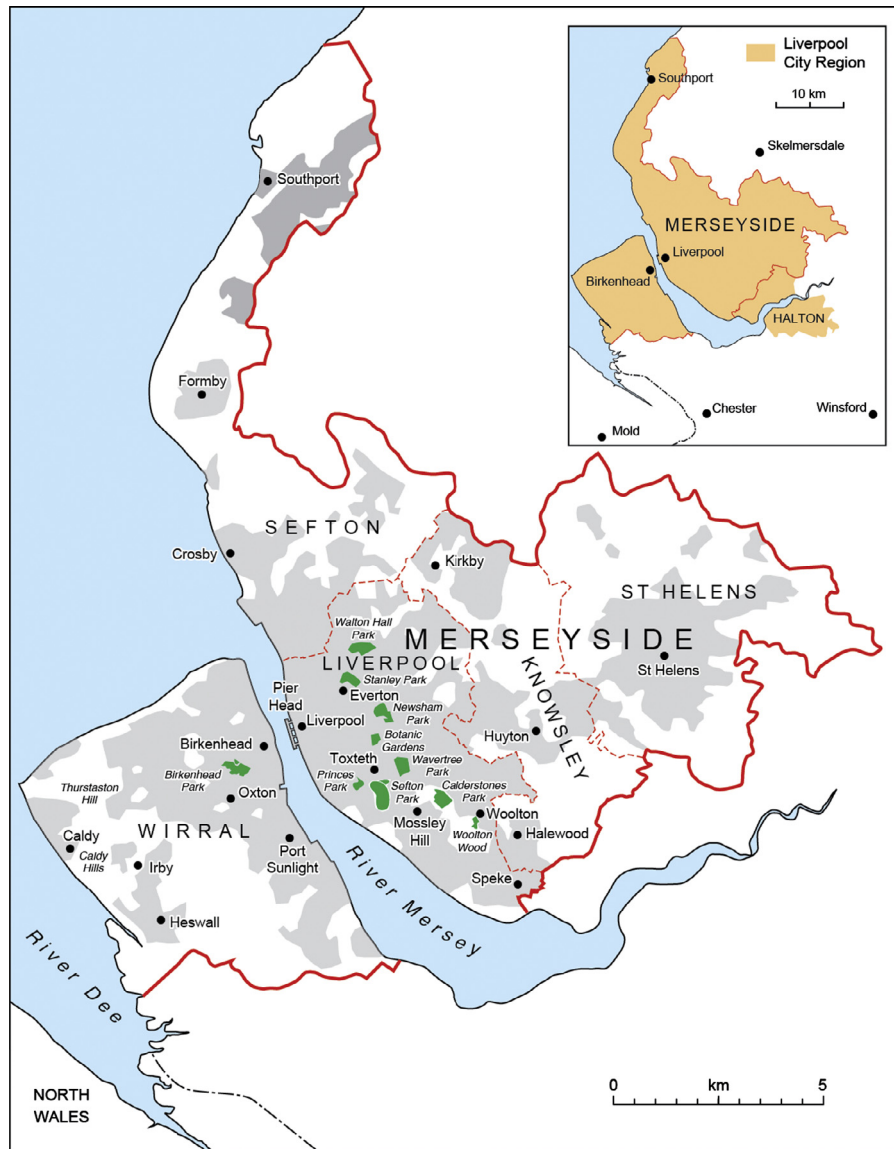 Liverpool
City Region
Southport
10 km
Skelmersdale
MERSEYSIDE
Liverpool
Birkenhead
HALTON
Chester
Winsford
Mold
Southport
Formby
SEFTON
Crosby
Kirkby
ST HELENS
Walton Hall
Park
MERSEYSIDE
LIVERPOOL
KNOWSLEY
St Helens
Stanley Park
Everton
Pier
Head
Newsham
Park
Liverpool
Botanic
Gardens
Huyton
Birkenhead
Toxteth
Wavertree
Park
Birkenhead
Park
Princes
Park
Sefton
Park
Calderstones
Park
Thurstaston
Hill
Oxton
Mossley
Hill
Woolton
WIRRAL
Woolton
Wood
Halewood
Caldy
Caldy
Hills
Irby
Port
Sunlight
Speke
Heswall
River Mersey
River Dee
NORTH
WALES
0 km 5